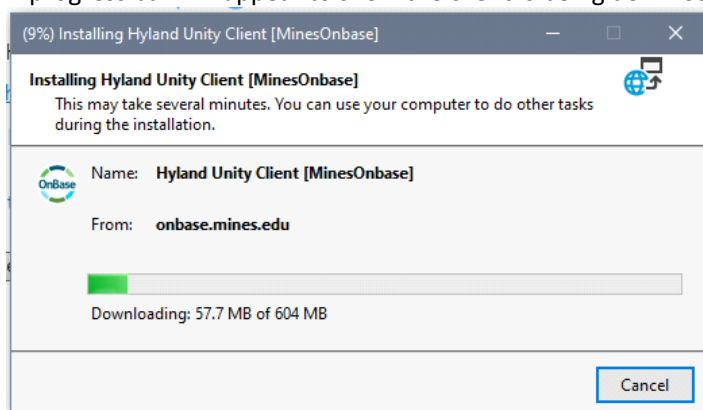 (9%) Installing Hyland Unity Client [MinesOnbase]
Installing Hyland Unity Client [MinesOnbase]
This may take several minutes. You can use your computer to do other tasks
during the installation.
OnBase
Name: Hyland Unity Client [MinesOnbase]
From: onbase.mines.edu
Downloading: 57.7 MB of 604 MB
Cancel